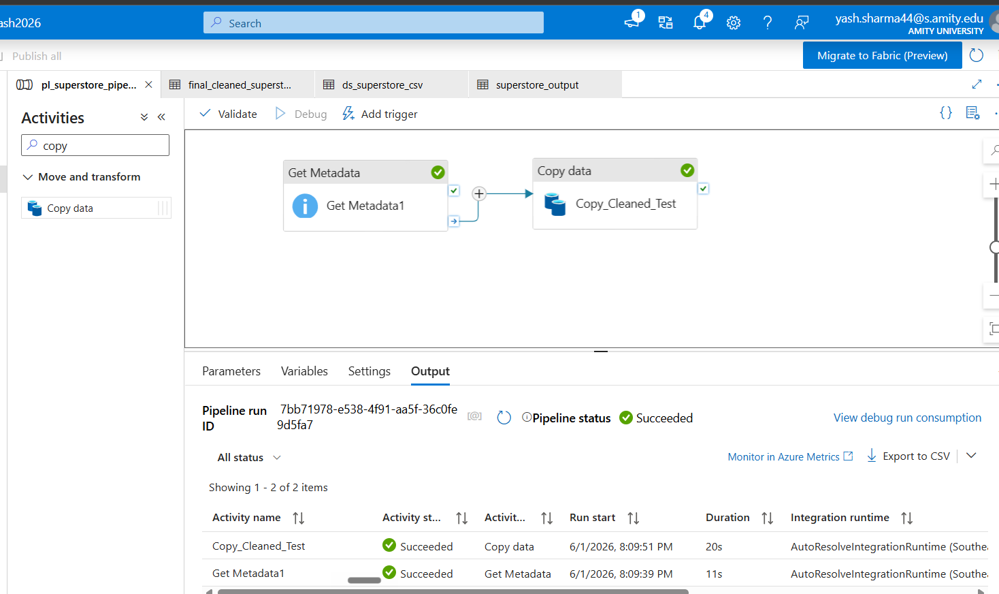 ash2026
Search
1
4
yash.sharma44@s.amity.edu
AMITY UNIVERSITY
Publish all
Migrate to Fabric (Preview)
pl_superstore_pipe...
final_cleaned_superst...
ds_superstore_csv
superstore_output
Activities
Validate
Debug
Add trigger
copy
Move and transform
Copy data
Get Metadata
Get Metadata1
Copy data
Copy_Cleaned_Test
Parameters
Variables
Settings
Output
Pipeline run ID
7bb71978-e538-4f91-aa5f-36c0fe
9d5fa7
Pipeline status
Succeeded
View debug run consumption
All status
Monitor in Azure Metrics
Export to CSV
Showing 1 - 2 of 2 items
Activity name Activity st... Activit... Run start Duration Integration runtime
Copy_Cleaned_Test Succeeded Copy data 6/1/2026, 8:09:51 PM 20s AutoResolveIntegrationRuntime (Southe
Get Metadata1 Succeeded Get Metadata 6/1/2026, 8:09:39 PM 11s AutoResolveIntegrationRuntime (Southe